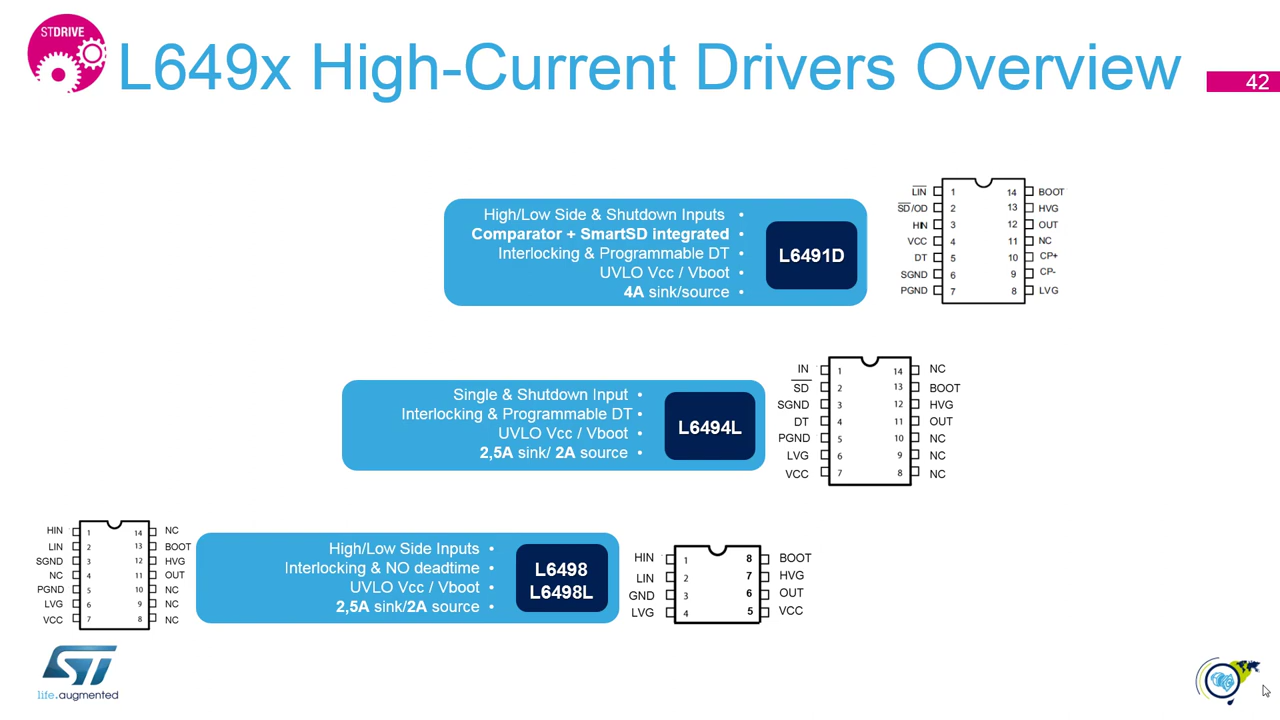 STDRIVE
L649x High-Current Drivers Overview
42
High/Low Side & Shutdown Inputs •
Comparator + SmartSD integrated •
Interlocking & Programmable DT •
UVLO Vcc / Vboot •
4A sink/source •
L6491D
LIN 1 14 BOOT
SD/OD 2 13 HVG
HIN 3 12 OUT
VCC 4 11 NC
DT 5 10 CP+
SGND 6 9 CP-
PGND 7 8 LVG
Single & Shutdown Input •
Interlocking & Programmable DT •
UVLO Vcc / Vboot •
2,5A sink/ 2A source •
L6494L
IN 1 14 NC
SD 2 13 BOOT
SGND 3 12 HVG
DT 4 11 OUT
PGND 5 10 NC
LVG 6 9 NC
VCC 7 8 NC
HIN 1 14 NC
LIN 2 13 BOOT
SGND 3 12 HVG
NC 4 11 OUT
PGND 5 10 NC
LVG 6 9 NC
VCC 7 8 NC
High/Low Side Inputs •
Interlocking & NO deadtime •
UVLO Vcc / Vboot •
2,5A sink/2A source •
L6498
L6498L
HIN 1 8 BOOT
LIN 2 7 HVG
GND 3 6 OUT
LVG 4 5 VCC
ST
life.augmented